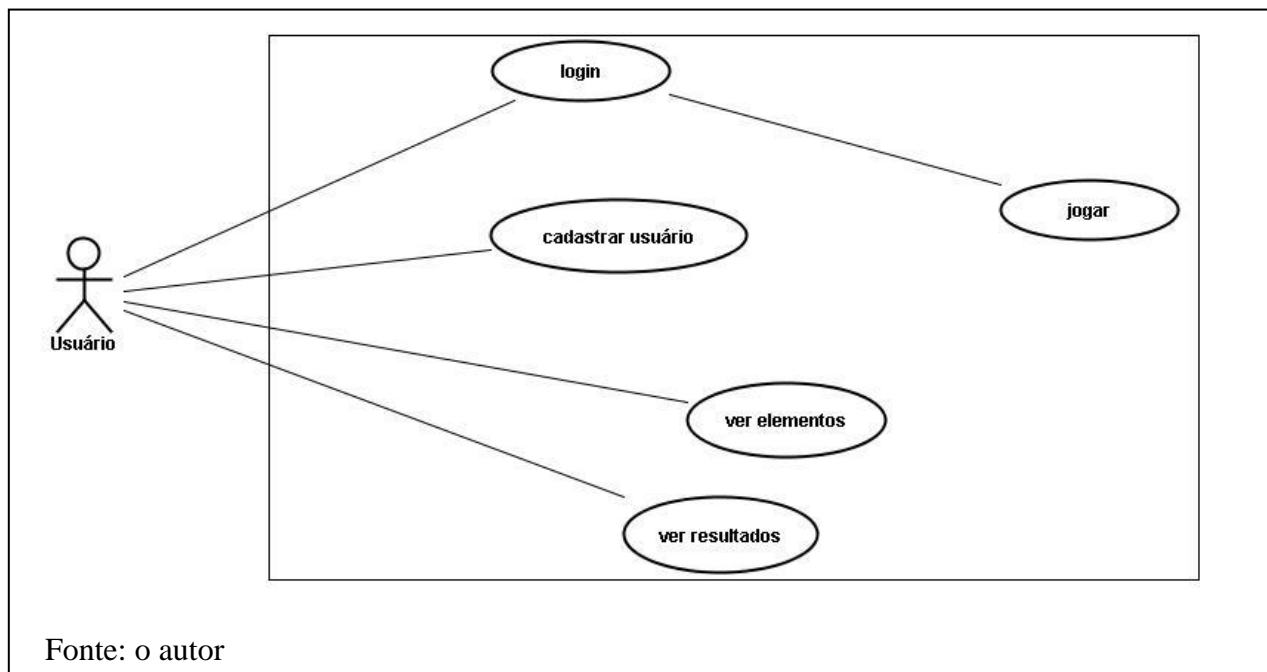 login
jogar
cadastrar usuário
Usuário
ver elementos
ver resultados
Fonte: o autor